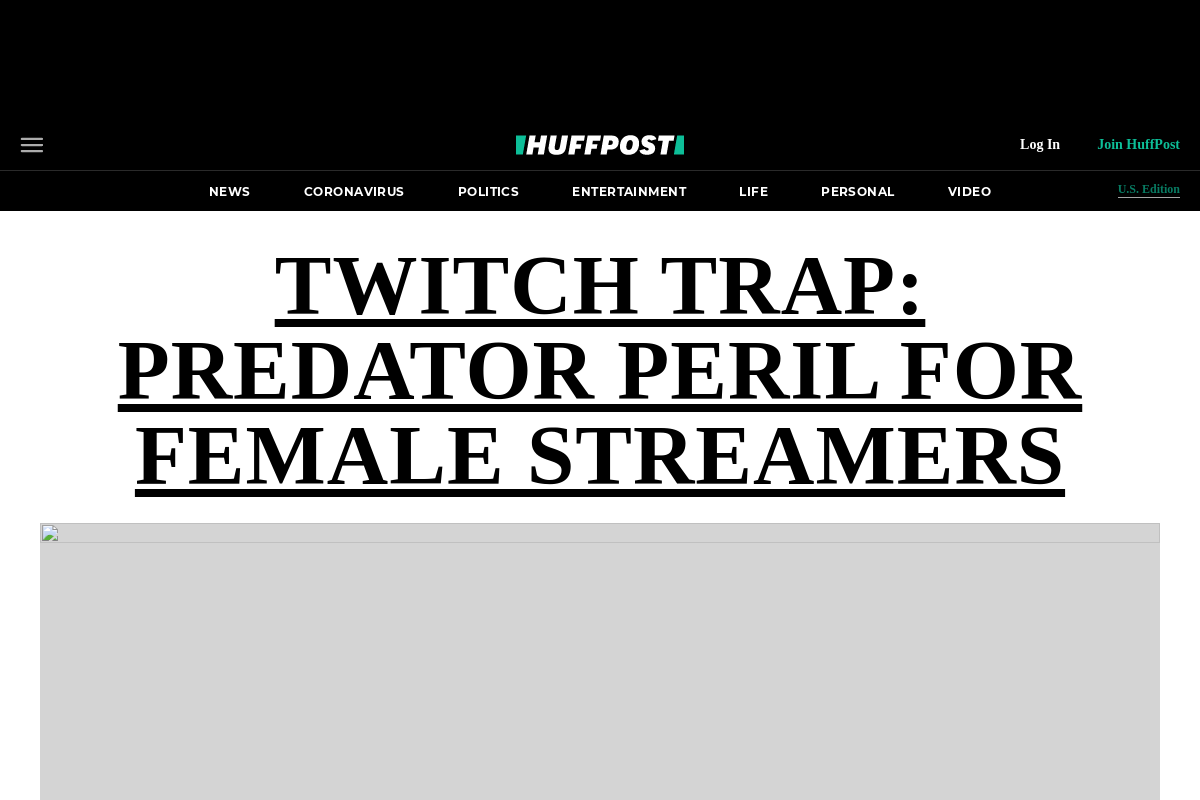 HUFFPOST
Log In
Join HuffPost
NEWS
CORONAVIRUS
POLITICS
ENTERTAINMENT
LIFE
PERSONAL
VIDEO
U.S. Edition
TWITCH TRAP:
PREDATOR PERIL FOR
FEMALE STREAMERS